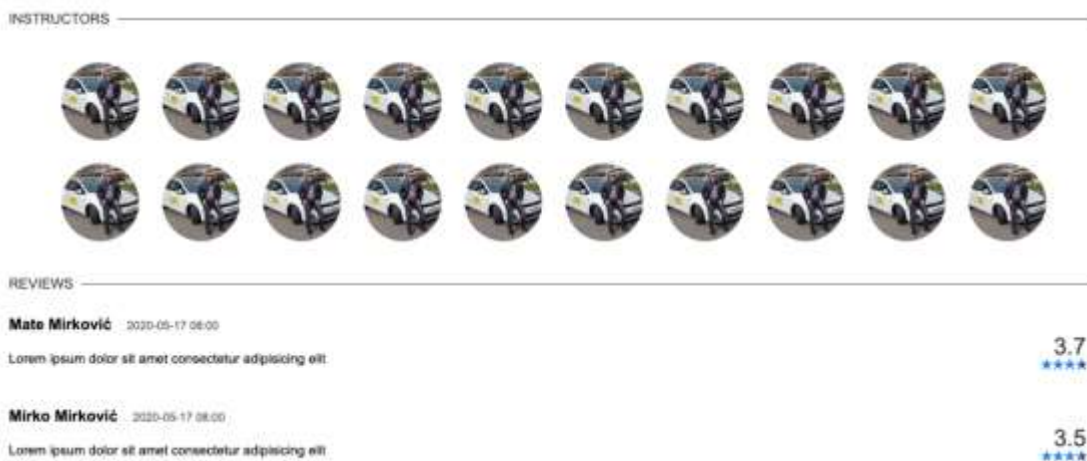 INSTRUCTORS
REVIEWS
Mate Mirković 2020-05-17 08:00
Lorem ipsum dolor sit amet consectetur adipisicing elit
3.7
Mirko Mirković 2020-05-17 08:00
Lorem ipsum dolor sit amet consectetur adipisicing elit
3.5